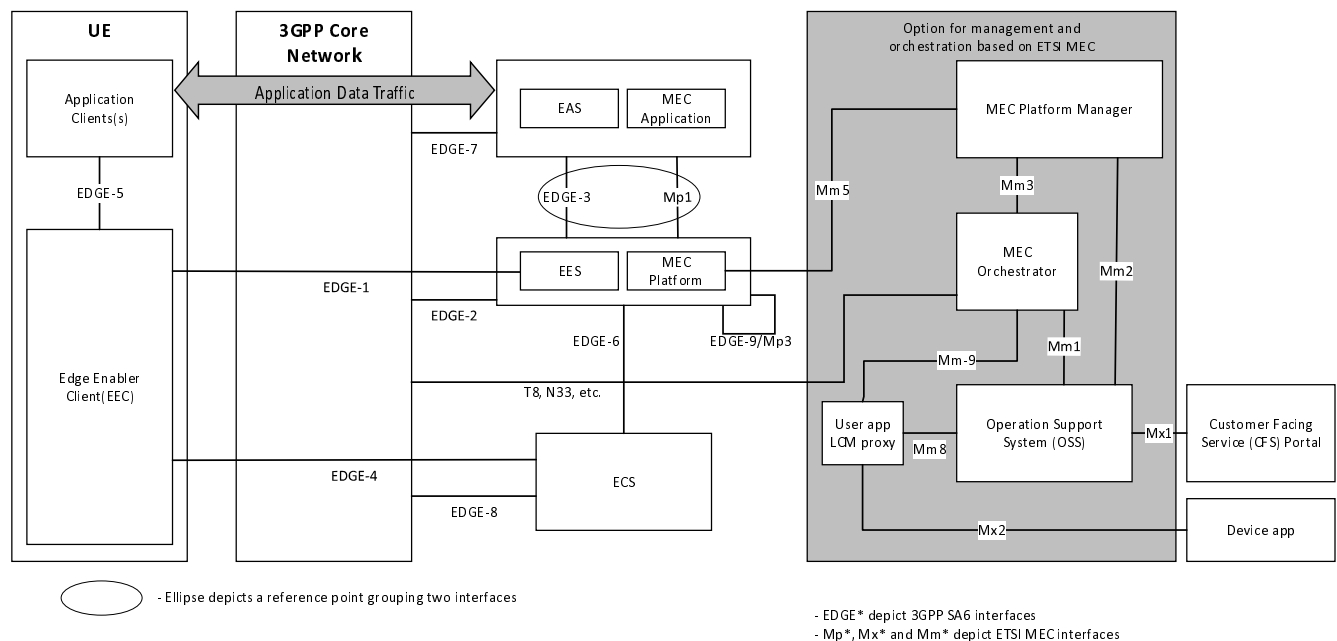 UE
3GPP Core
Network
Option for management and
orchestration based on ETSI MEC
Application
Clients(s)
Application Data Traffic
EAS
MEC
Application
MEC Platform Manager
EDGE-7
EDGE-5
EDGE-3
Mp1
Mm5
Mm3
EES
MEC
Platform
MEC
Orchestrator
Mm2
EDGE-1
EDGE-2
EDGE-6
EDGE-9/Mp3
Mm1
Mm-9
Edge Enabler
Client(EEC)
T8, N33, etc.
User app
LCM proxy
Mm8
Operation Support
System (OSS)
Mx1
Customer Facing
Service (CFS) Portal
EDGE-4
ECS
EDGE-8
Mx2
Device app
- Ellipse depicts a reference point grouping two interfaces
- EDGE* depict 3GPP SA6 interfaces
- Mp*, Mx* and Mm* depict ETSI MEC interfaces